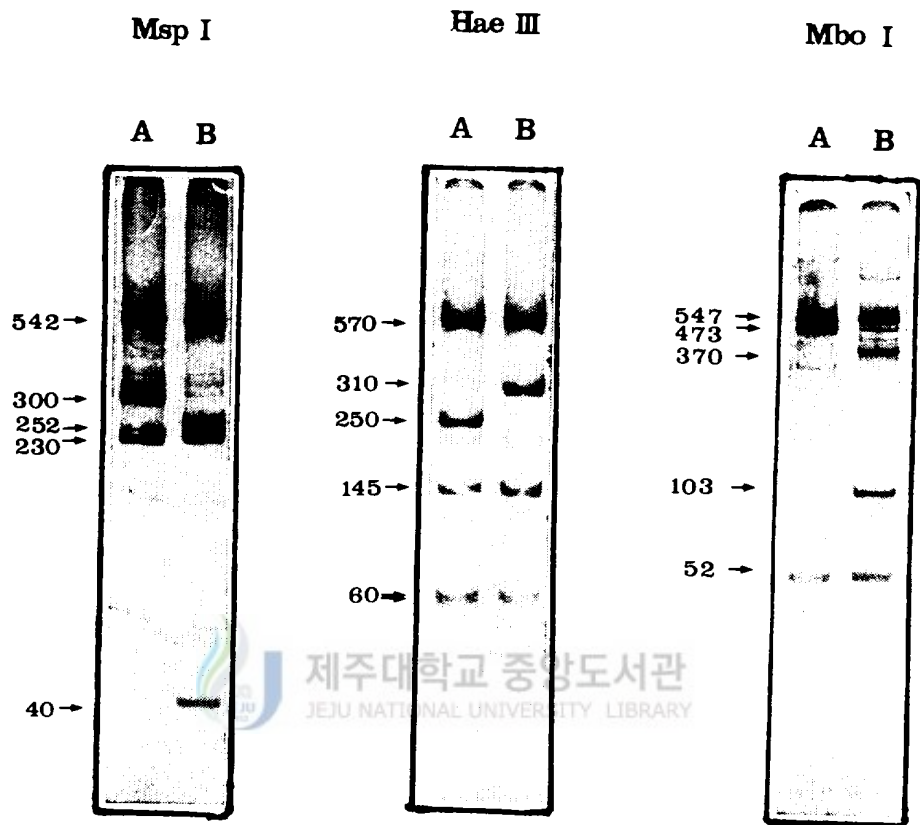 Msp I
Hae III
Mbo I
A B
A B
A B
542→
300→
252→
230→
40→
570→
310→
250→
145→
60→
547→
473→
370→
103→
52→
제주대학교 중앙도서관
JEJU NATIONAL UNIVERSITY LIBRARY